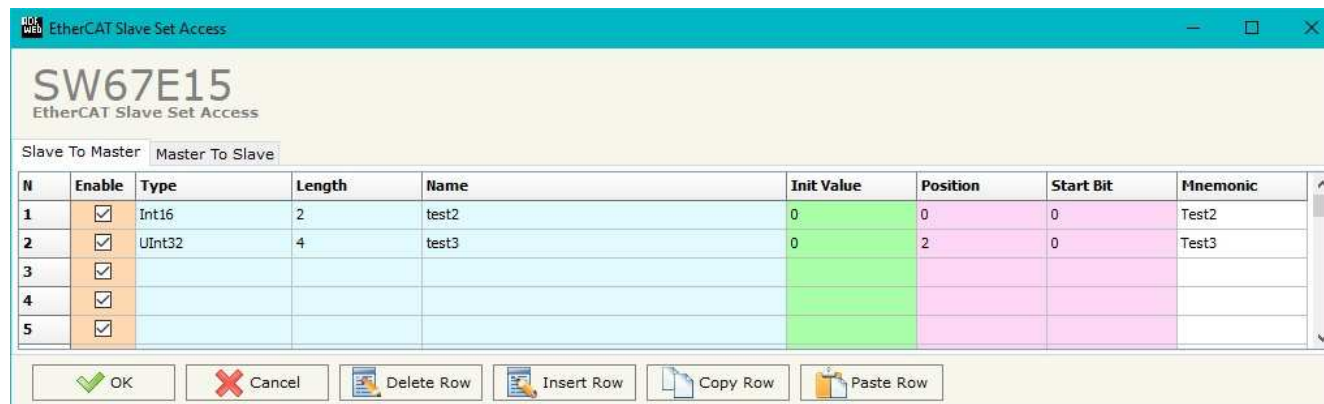 ADF
WEB EtherCAT Slave Set Access
SW67E15
EtherCAT Slave Set Access
Slave To Master Master To Slave
N Enable Type Length Name Init Value Position Start Bit Mnemonic
1 Int16 2 test2 0 0 0 Test2
2 UInt32 4 test3 0 2 0 Test3
3
4
5
OK Cancel Delete Row Insert Row Copy Row Paste Row